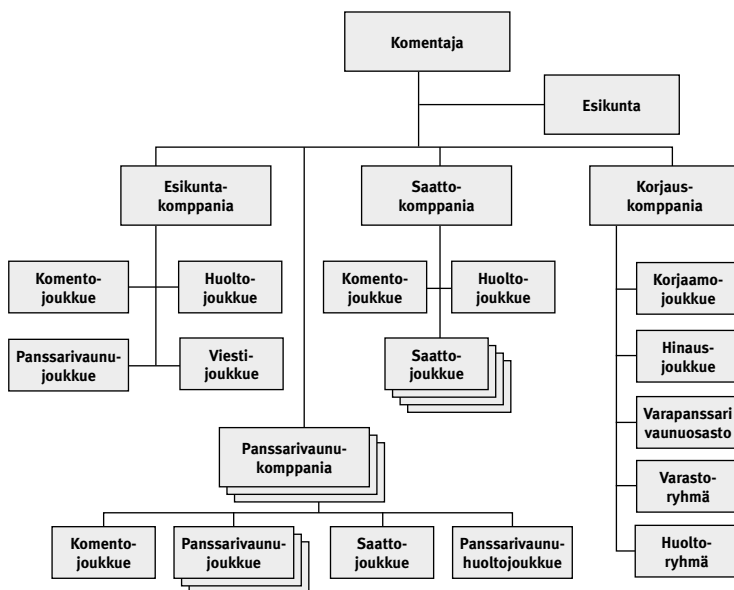 Komentaja
Esikunta
Esikunta-
komppania
Saatto-
komppania
Korjaus-
komppania
Komento-
joukkue
Huolto-
joukkue
Panssarivaunu-
joukkue
Viesti-
joukkue
Komento-
joukkue
Huolto-
joukkue
Saatto-
joukkue
Korjaamo-
joukkue
Hinaus-
joukkue
Varapanssari
vaunuosasto
Varasto-
ryhmä
Huolto-
ryhmä
Panssarivaunu-
komppania
Komento-
joukkue
Panssarivaunu-
joukkue
Saatto-
joukkue
Panssarivaunu-
huoltojoukkue